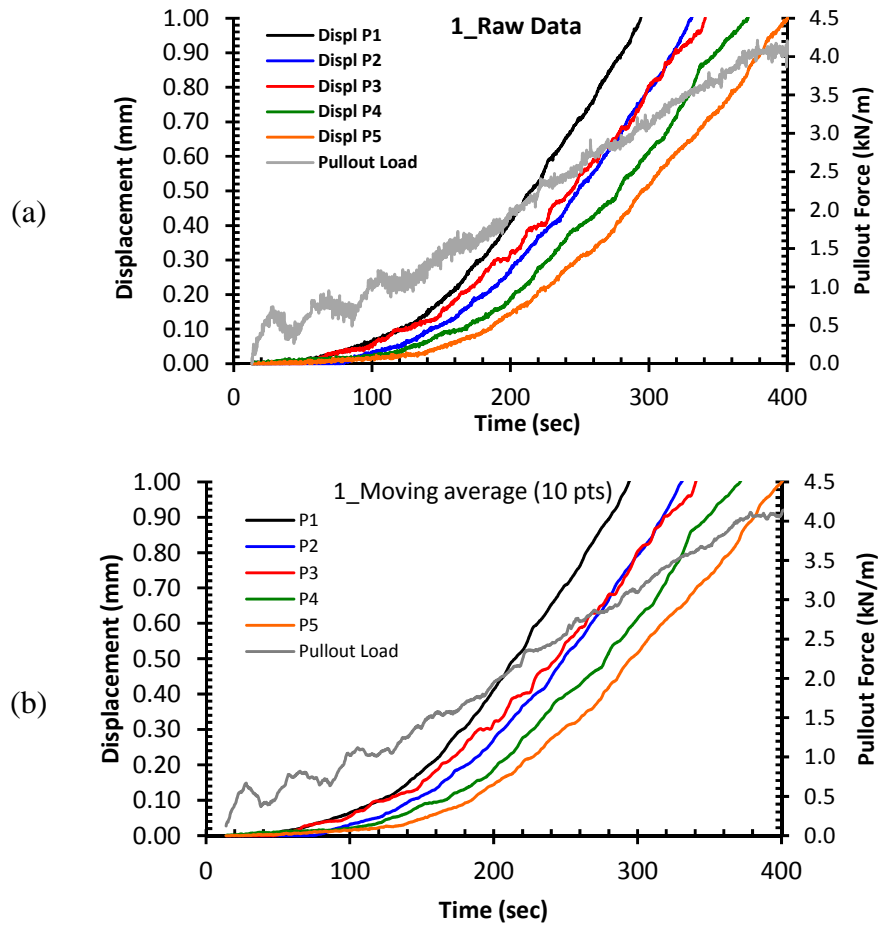 (a)
1_Raw Data
Displ P1
Displ P2
Displ P3
Displ P4
Displ P5
Pullout Load
Displacement (mm)
1.00
0.90
0.80
0.70
0.60
0.50
0.40
0.30
0.20
0.10
0.00
Pullout Force (kN/m)
4.5
4.0
3.5
3.0
2.5
2.0
1.5
1.0
0.5
0.0
0 100 200 300 400
Time (sec)
(b)
1_Moving average (10 pts)
P1
P2
P3
P4
P5
Pullout Load
Displacement (mm)
1.00
0.90
0.80
0.70
0.60
0.50
0.40
0.30
0.20
0.10
0.00
Pullout Force (kN/m)
4.5
4.0
3.5
3.0
2.5
2.0
1.5
1.0
0.5
0.0
0 100 200 300 400
Time (sec)